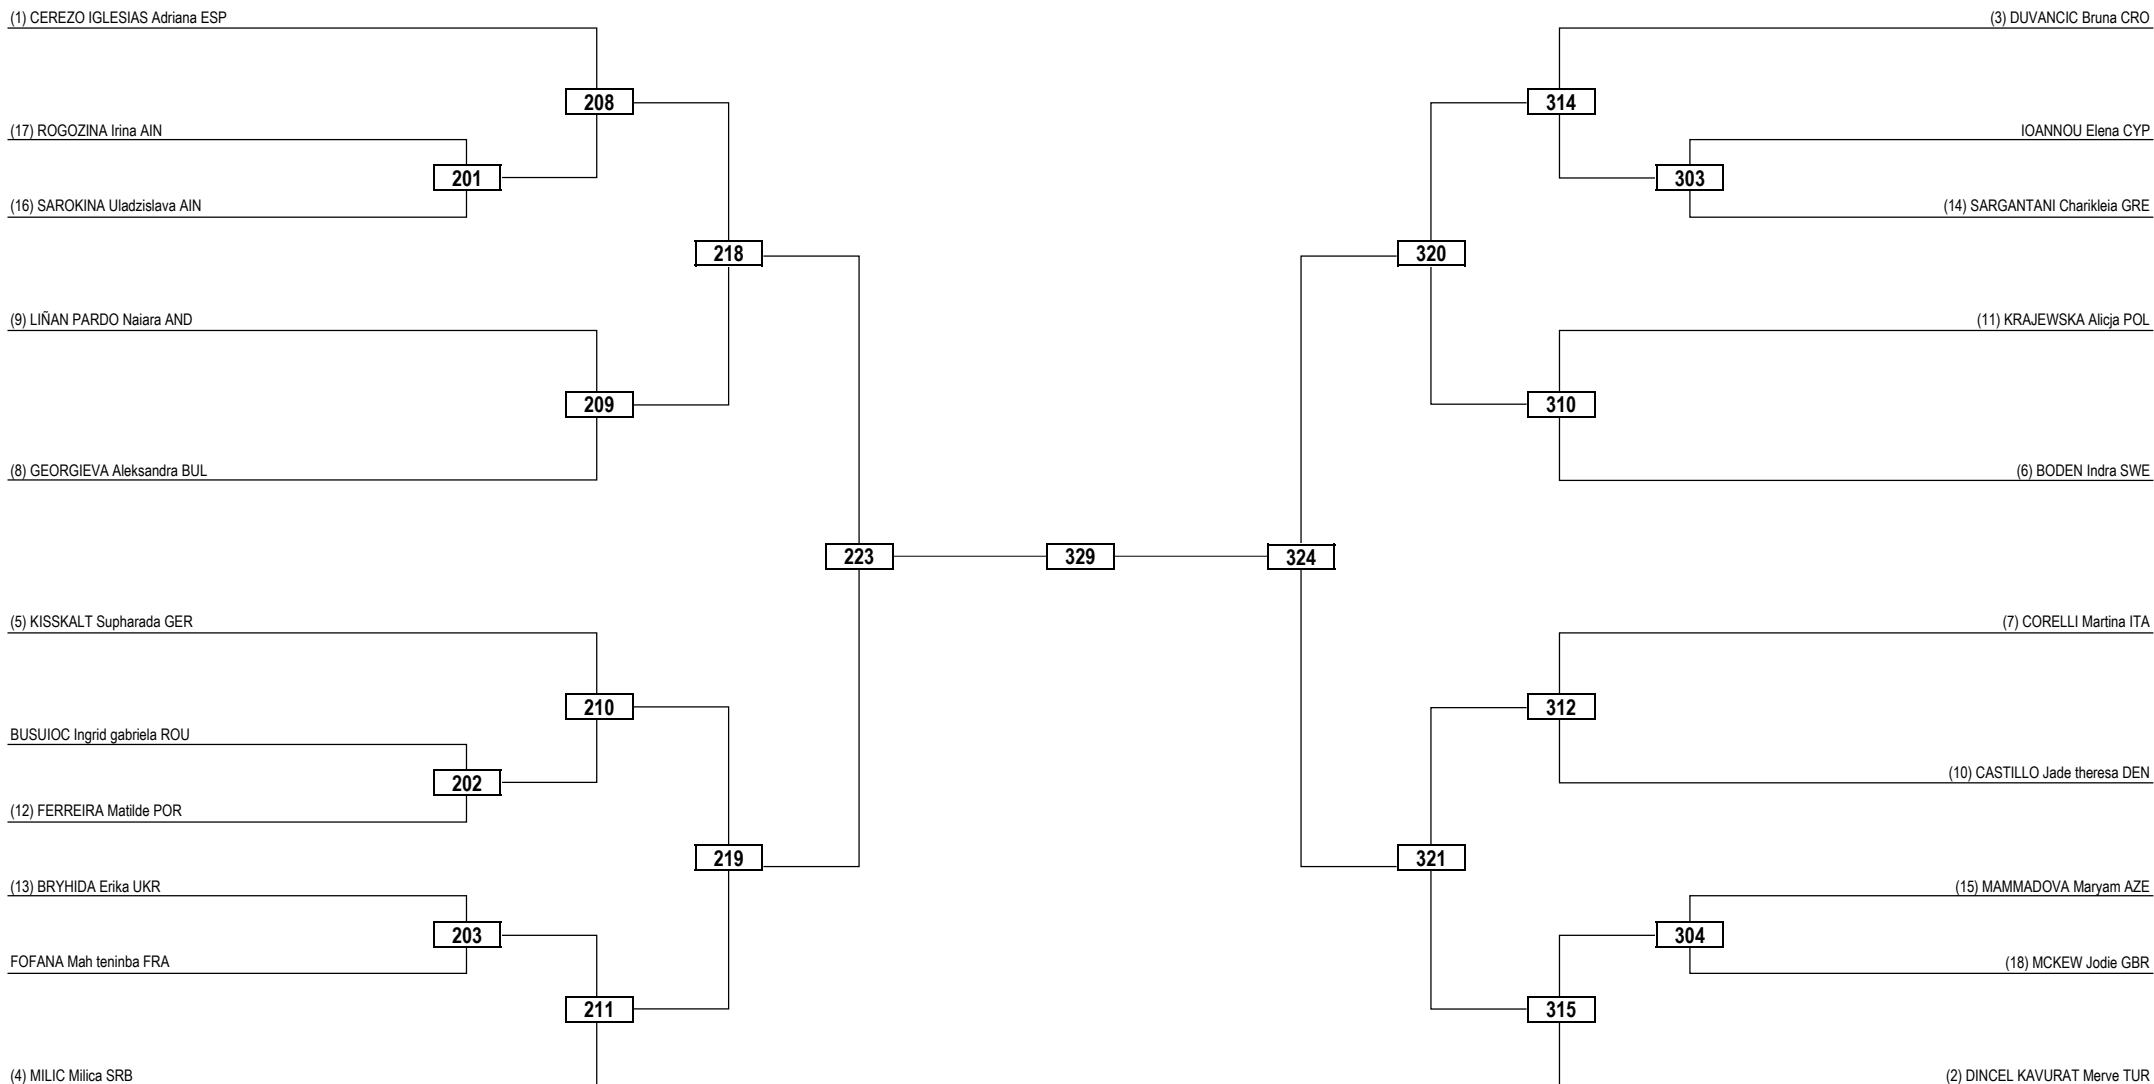 (1) CEREZO IGLESIAS Adriana ESP
(3) DUVANCIC Bruna CRO
208
314
(17) ROGOZINA Irina AIN
IOANNOU Elena CYP
201
303
(16) SAROKINA Uladzislava AIN
(14) SARGANTANI Charikleia GRE
218
320
(9) LIÑAN PARDO Naiara AND
(11) KRAJEWSKA Alicja POL
209
310
(8) GEORGIEVA Aleksandra BUL
(6) BODEN Indra SWE
223
329
324
(5) KISSKALT Supharada GER
(7) CORELLI Martina ITA
210
312
BUSUIOC Ingrid gabriela ROU
202
(10) CASTILLO Jade theresa DEN
(12) FERREIRA Matilde POR
219
321
(13) BRYHIDA Erika UKR
(15) MAMMADOVA Maryam AZE
203
304
FOFANA Mah teninba FRA
(18) MCKEW Jodie GBR
211
315
(4) MILIC Milica SRB
(2) DINCEL KAVURAT Merve TUR